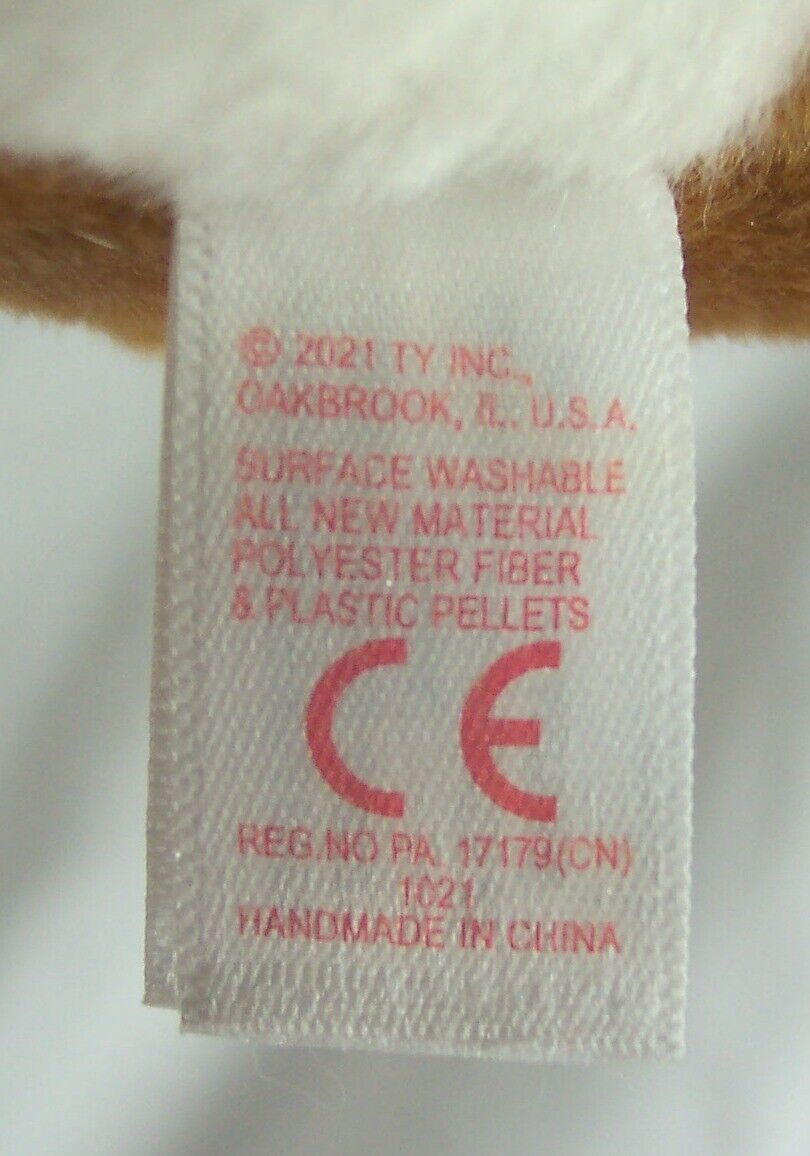 © 2021 TY INC.,
OAKBROOK, IL. U.S.A.
SURFACE WASHABLE
ALL NEW MATERIAL
POLYESTER FIBER
& PLASTIC PELLETS
CE
REG.NO PA. 17179(CN)
1021
HANDMADE IN CHINA